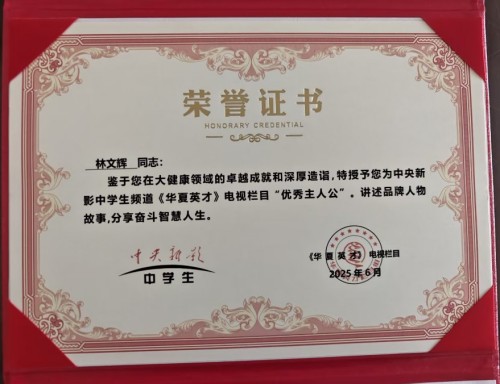 荣誉证书
HONORARY CREDENTIAL
林文辉 同志：
鉴于您在大健康领域的卓越成就和深厚造诣,特授予您为中央新
影中学生频道《华夏英才》电视栏目“优秀主人公”。讲述品牌人物
故事,分享奋斗智慧人生。
中央新影
中学生
《华夏英才》电视栏目
2025年6月